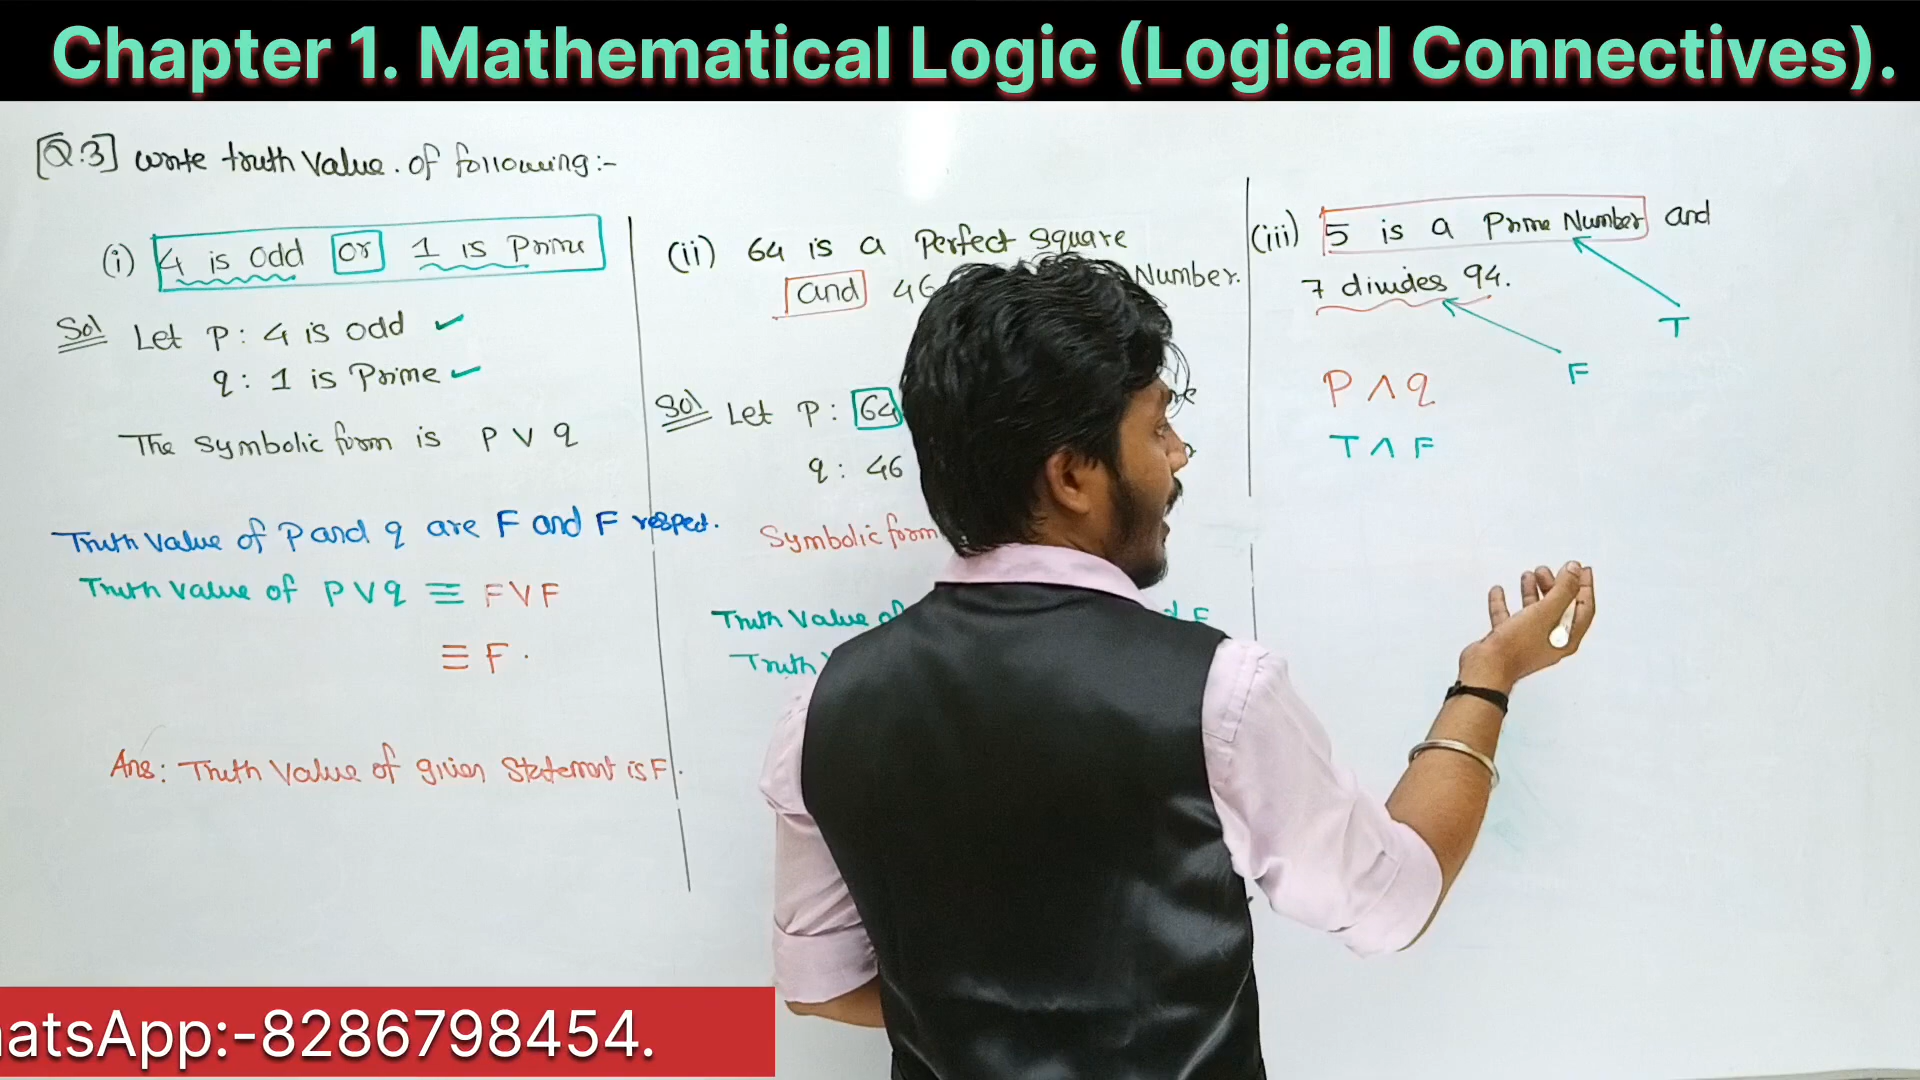 Chapter 1. Mathematical Logic (Logical Connectives).
[Q.3] write truth Value. of following:-
(i) 4 is odd or 1 is Prime
Sol Let P: 4 is odd ✓
q: 1 is Prime ✓
The Symbolic form is P ∨ q
Truth Value of P and q are F and F respect.
Truth Value of P ∨ q ≡ F ∨ F
≡ F.
Ans: Truth Value of given Statement is F.
(ii) 64 is a Perfect Square
and 46 Number.
Sol Let P: 64
q: 46
Symbolic form
Truth Value of F
Truth
(iii) 5 is a Prime Number and
7 divides 94.
T
F
P ∧ q
T ∧ F
atsApp:-8286798454.